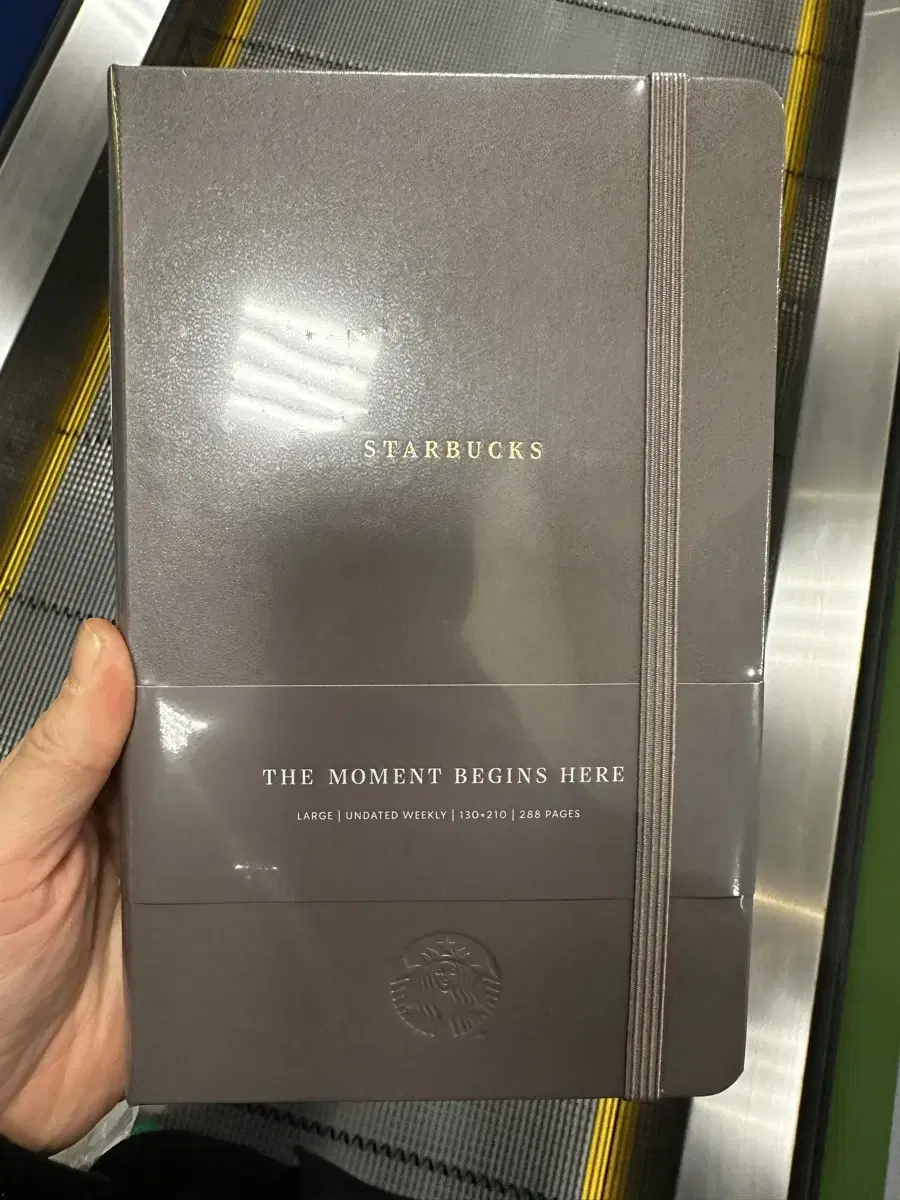 STARBUCKS
THE MOMENT BEGINS HERE
LARGE | UNDATED WEEKLY | 130*210 | 288 PAGES